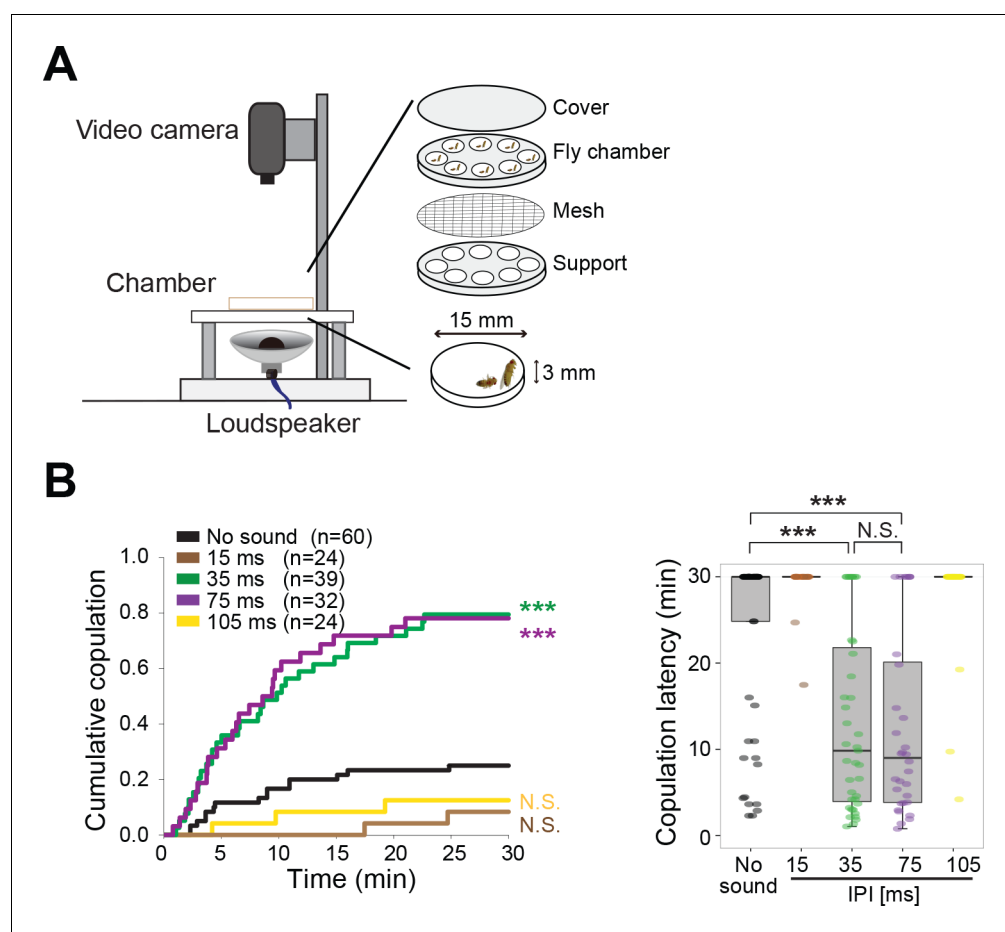 A
Video camera
Chamber
Loudspeaker
Cover
Fly chamber
Mesh
Support
15 mm
3 mm
B
No sound (n=60)
15 ms (n=24)
35 ms (n=39)
75 ms (n=32)
105 ms (n=24)
Cumulative copulation
1.0
0.8
0.6
0.4
0.2
0.0
***
***
N.S.
N.S.
0 5 10 15 20 25 30
Time (min)
***
*** N.S.
Copulation latency (min)
30
20
10
0
No sound 15 35 75 105
IPI [ms]